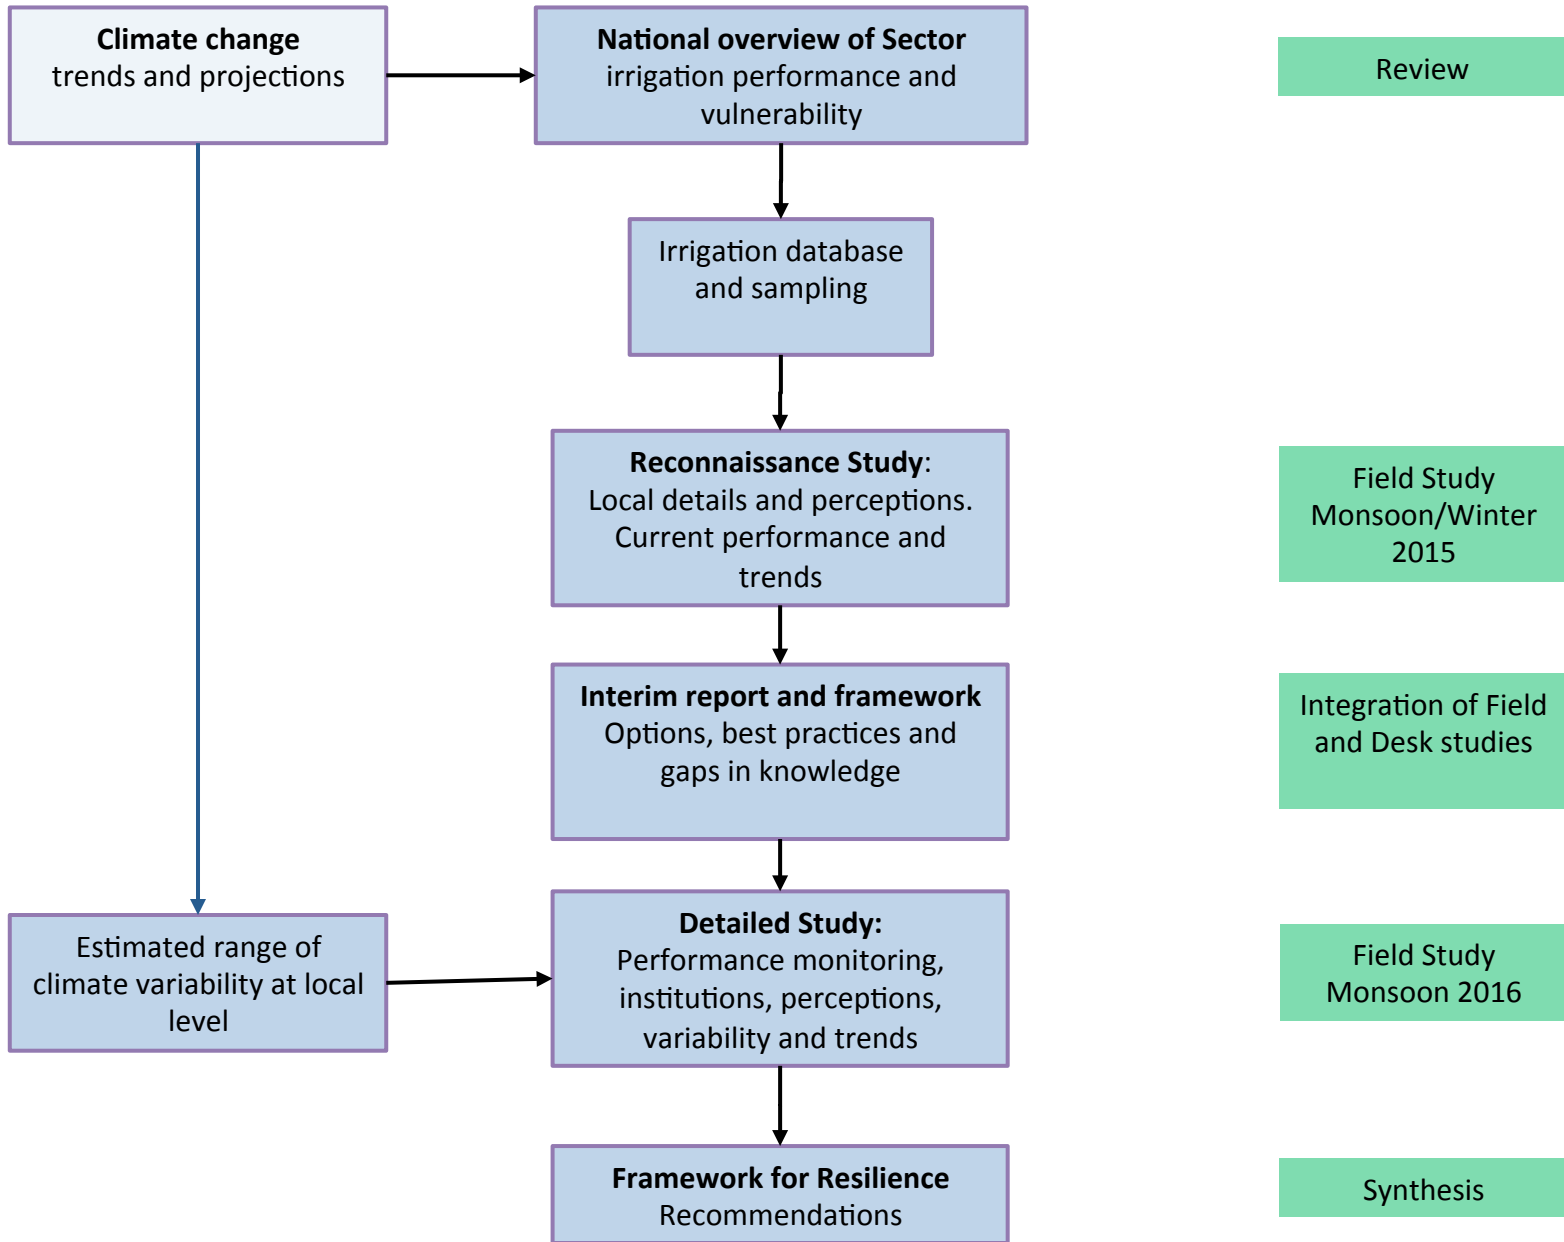 Climate change
trends and projections
National overview of Sector
irrigation performance and
vulnerability
Review
Irrigation database
and sampling
Reconnaissance Study:
Local details and perceptions.
Current performance and
trends
Field Study
Monsoon/Winter
2015
Interim report and framework
Options, best practices and
gaps in knowledge
Integration of Field
and Desk studies
Estimated range of
climate variability at local
level
Detailed Study:
Performance monitoring,
institutions, perceptions,
variability and trends
Field Study
Monsoon 2016
Framework for Resilience
Recommendations
Synthesis